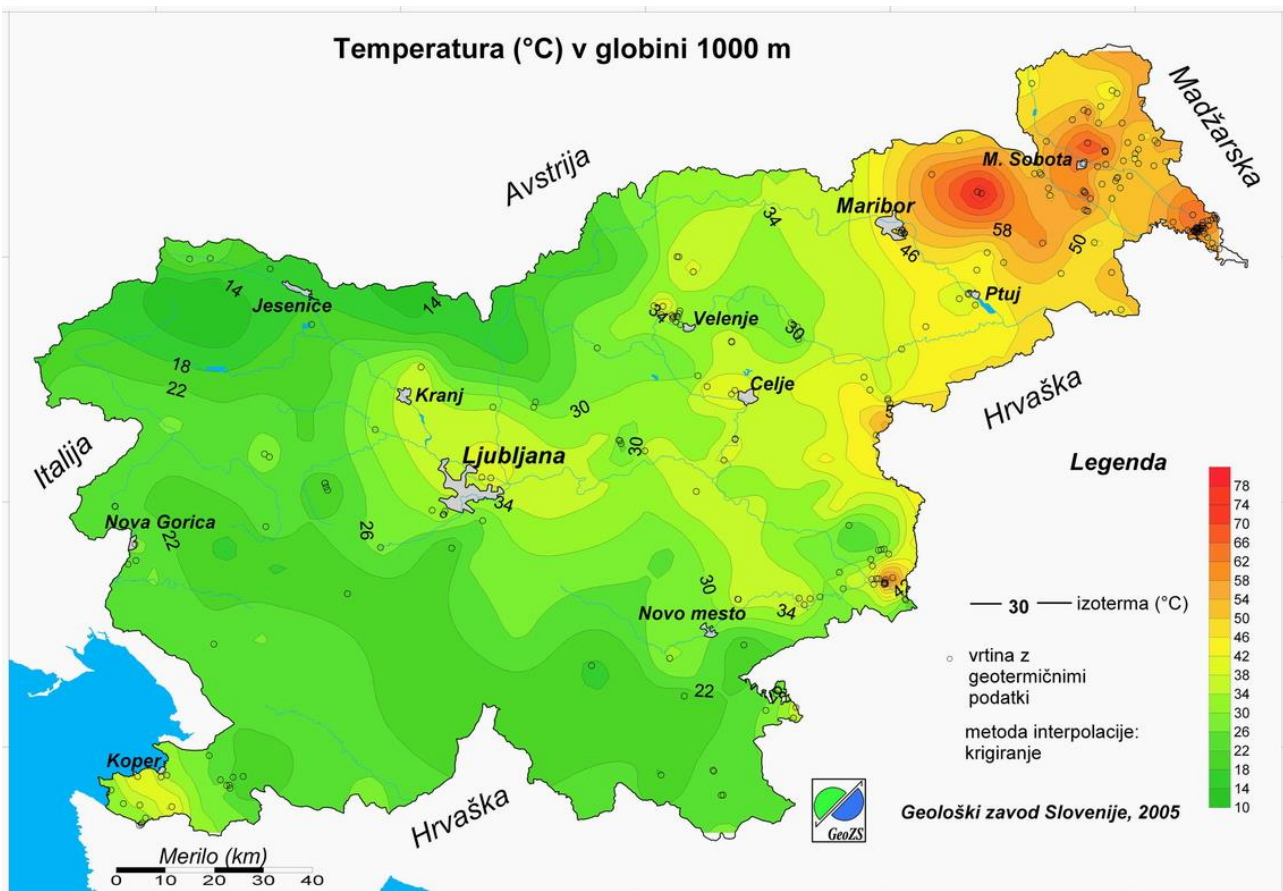 Temperatura (°C) v globini 1000 m
Madžarska
Avstrija
M. Sobota
Maribor
34
58
50
46
14
Jesenice
14
Ptuj
34
Velenje
30
18
22
Kranj
Celje
30
Hrvaška
Italija
30
Ljubljana
Legenda
34
Nova Gorica
22
26
78
74
70
66
62
58
54
50
46
42
38
34
30
26
22
18
14
10
30
42
34
Novo mesto
30 izoterma (°C)
vrtina z
geotermičnimi
podatki
22
metoda interpolacije:
krigiranje
Koper
Hrvaška
GeoZS
Geološki zavod Slovenije, 2005
Merilo (km)
0 10 20 30 40